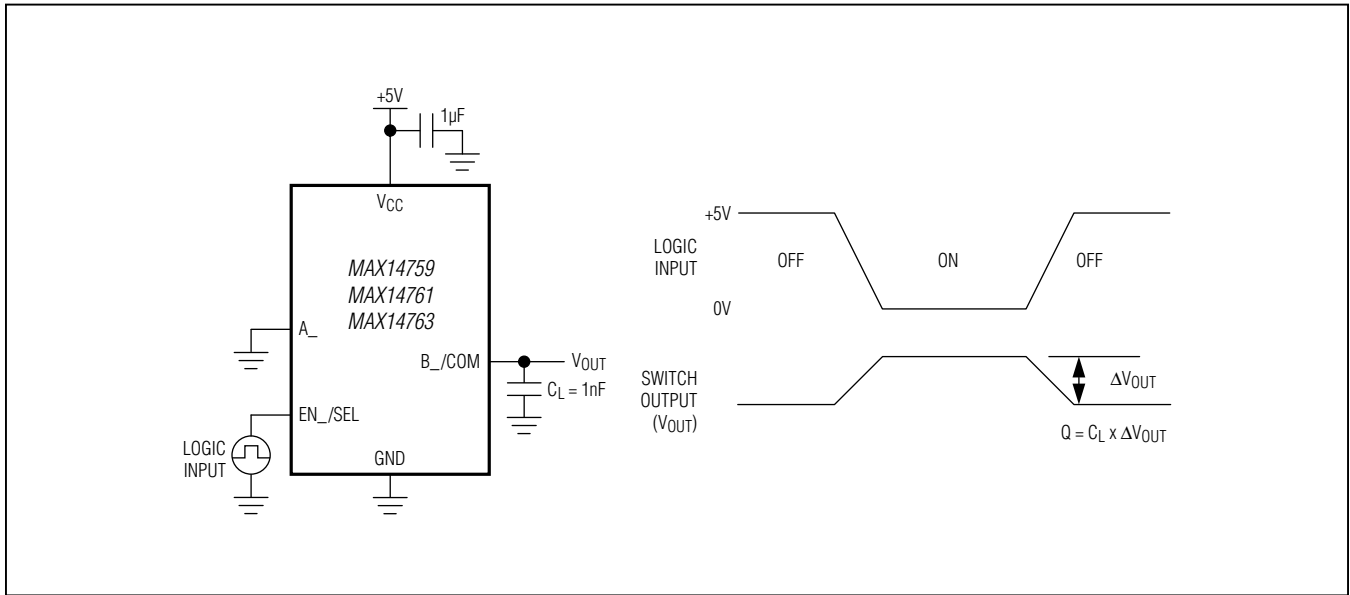 +5V
1µF
VCC
MAX14759
MAX14761
MAX14763
A_
B_/COM
VOUT
CL = 1nF
EN_/SEL
LOGIC
INPUT
GND
+5V
LOGIC
INPUT
OFF
ON
OFF
0V
SWITCH
OUTPUT
(VOUT)
ΔVOUT
Q = CL x ΔVOUT